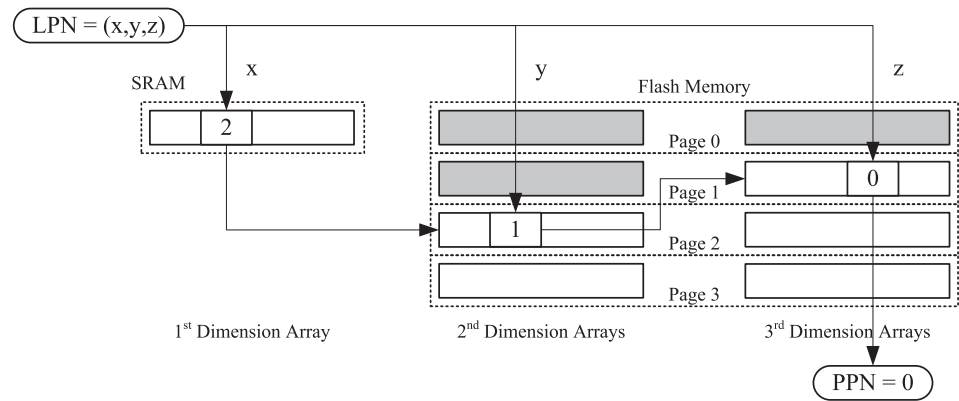 LPN = (x,y,z)
x
y
z
SRAM
Flash Memory
2
Page 0
0
Page 1
1
Page 2
Page 3
1st Dimension Array
2nd Dimension Arrays
3rd Dimension Arrays
PPN = 0